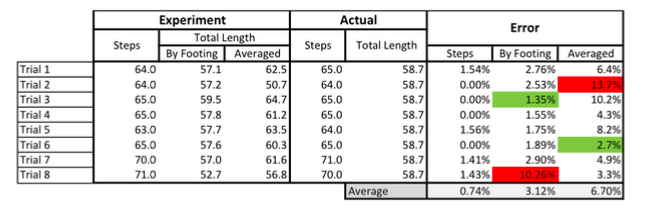 Experiment Actual Error
Total Length
Steps Steps Total Length
By Footing Averaged Steps By Footing Averaged
Trial 1 64.0 57.1 62.5 65.0 58.7 1.54% 2.76% 6.4%
Trial 2 64.0 57.2 50.7 64.0 58.7 0.00% 2.53% 13.7%
Trial 3 65.0 59.5 64.7 65.0 58.7 0.00% 1.35% 10.2%
Trial 4 65.0 57.8 61.2 65.0 58.7 0.00% 1.55% 4.3%
Trial 5 63.0 57.7 63.5 64.0 58.7 1.56% 1.75% 8.2%
Trial 6 65.0 57.6 60.3 65.0 58.7 0.00% 1.89% 2.7%
Trial 7 70.0 57.0 61.6 71.0 58.7 1.41% 2.90% 4.9%
Trial 8 71.0 52.7 56.8 70.0 58.7 1.43% 10.26% 3.3%
Average 0.74% 3.12% 6.70%